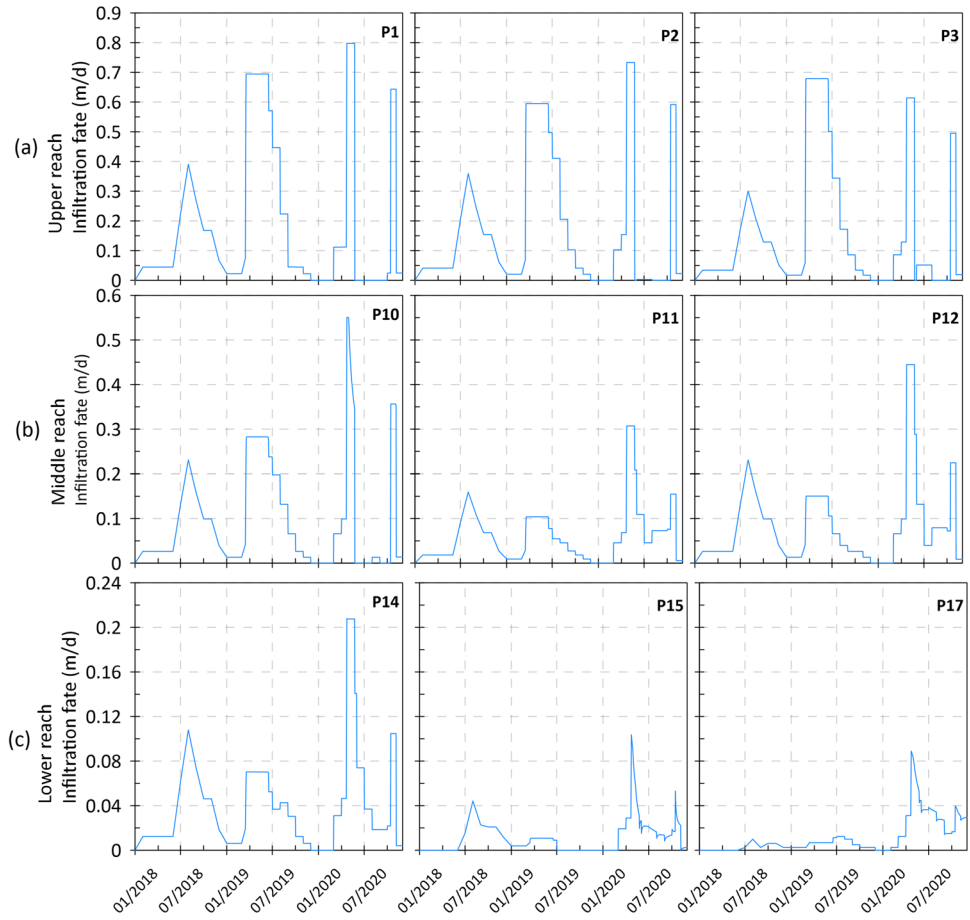 (a)
Upper reach
Infiltration fate (m/d)
0.9
0.8
0.7
0.6
0.5
0.4
0.3
0.2
0.1
0
P1
P2
P3
(b)
Middle reach
Infiltration fate (m/d)
0.6
0.5
0.4
0.3
0.2
0.1
0
P10
P11
P12
(c)
Lower reach
Infiltration fate (m/d)
0.24
0.2
0.16
0.12
0.08
0.04
0
P14
P15
P17
01/2018
07/2018
01/2019
07/2019
01/2020
07/2020
01/2018
07/2018
01/2019
07/2019
01/2020
07/2020
01/2018
07/2018
01/2019
07/2019
01/2020
07/2020